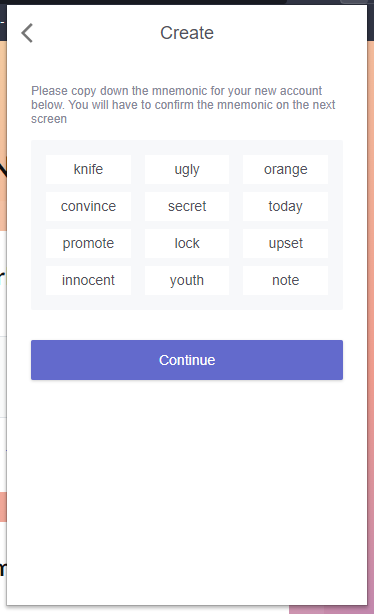 Create
Please copy down the mnemonic for your new account
below. You will have to confirm the mnemonic on the next
screen
knife ugly orange
convince secret today
promote lock upset
innocent youth note
Continue